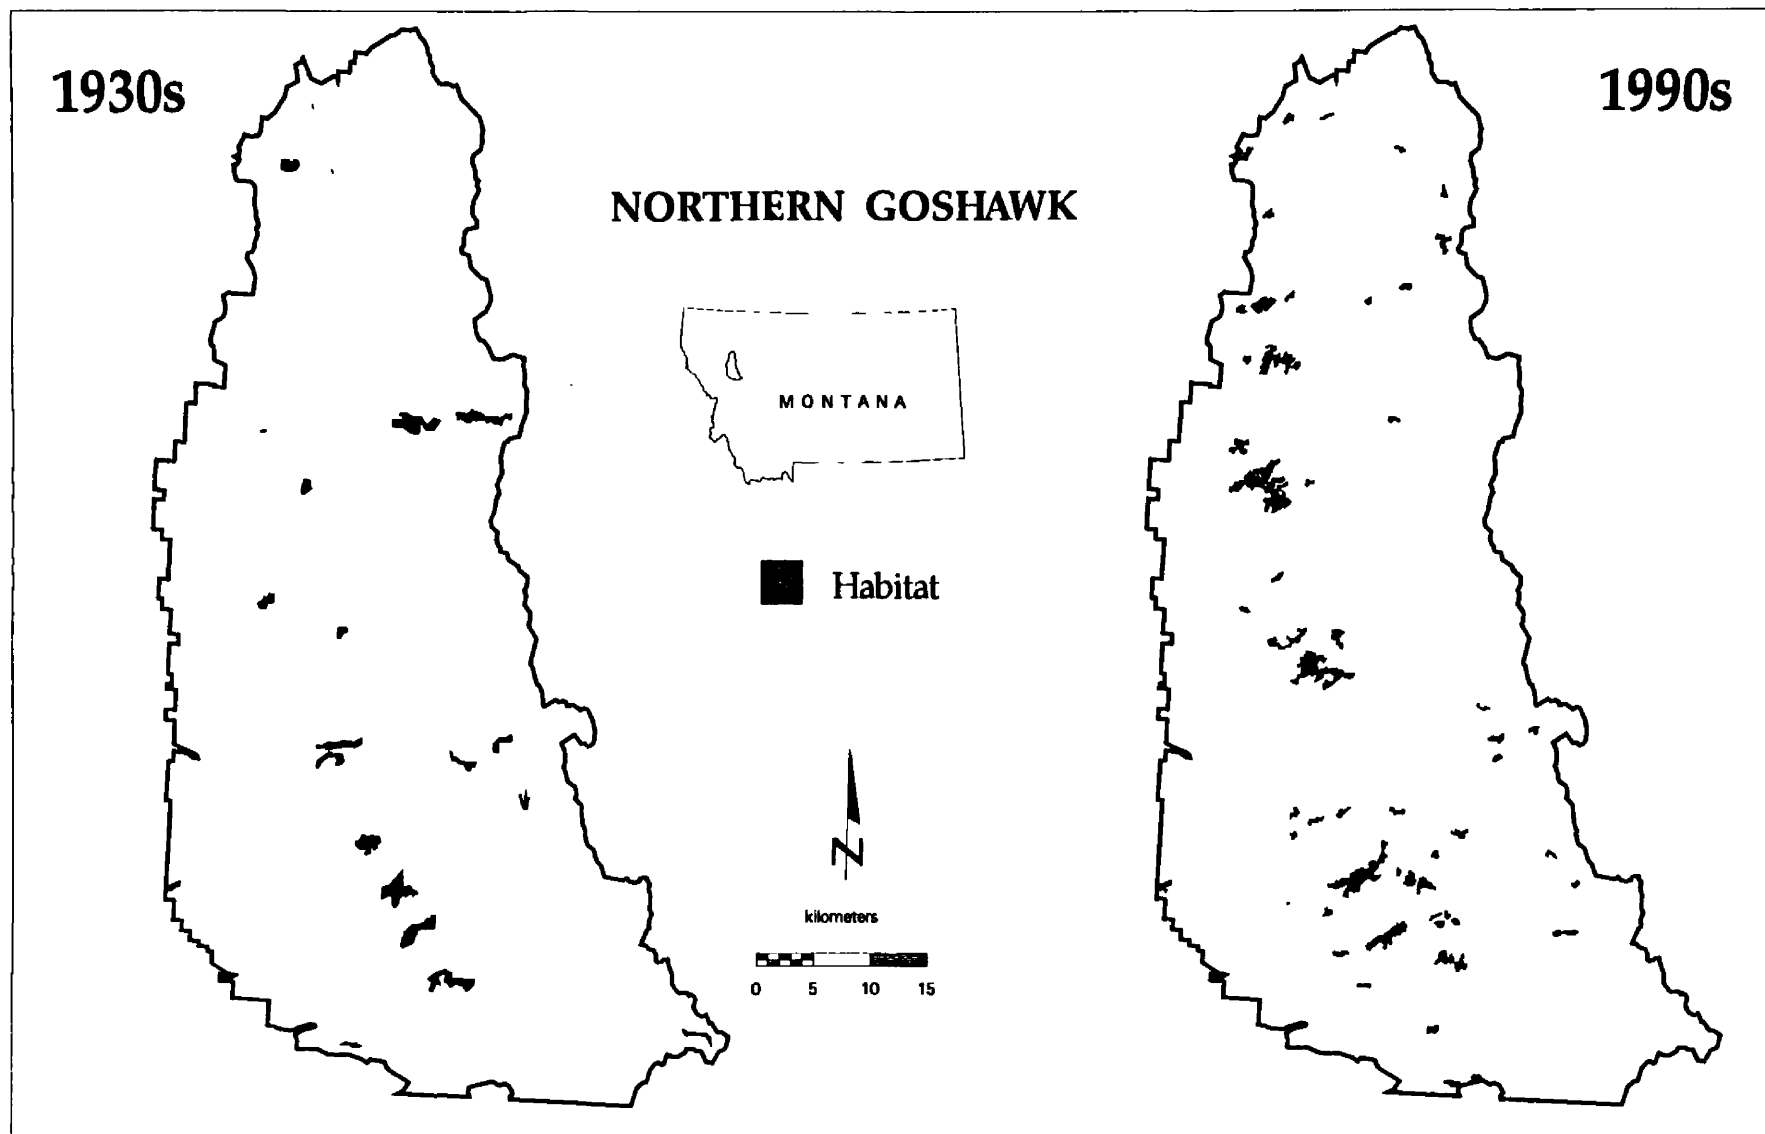 1930s
1990s
NORTHERN GOSHAWK
MONTANA
Habitat
N
kilometers
0 5 10 15